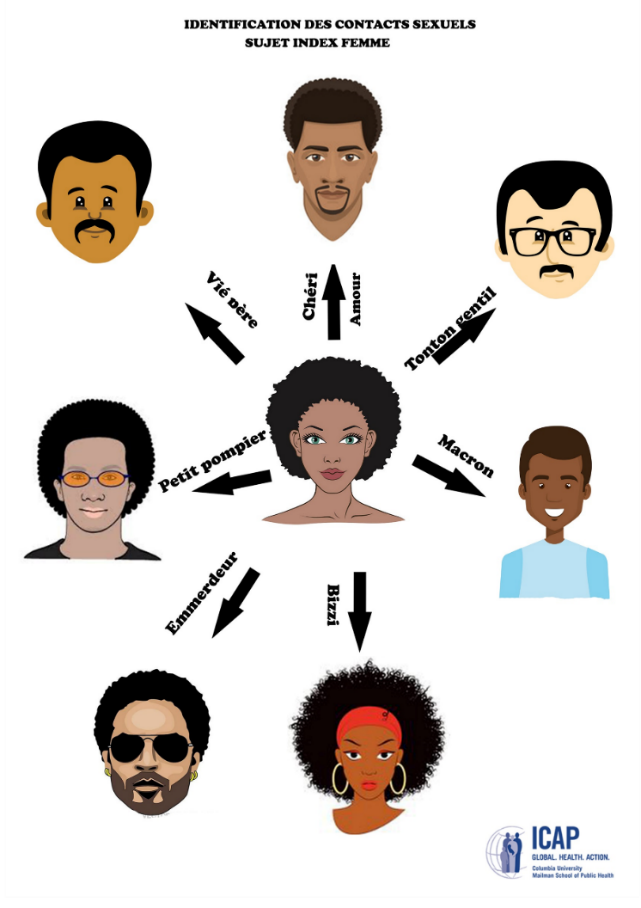 IDENTIFICATION DES CONTACTS SEXUELS
SUJET INDEX FEMME
Vié père
Chéri
Amour
Tonton gentil
Petit pompier
Macron
Emmerdeur
Bizzi
ICAP
GLOBAL. HEALTH. ACTION.
Columbia University
Mailman School of Public Health